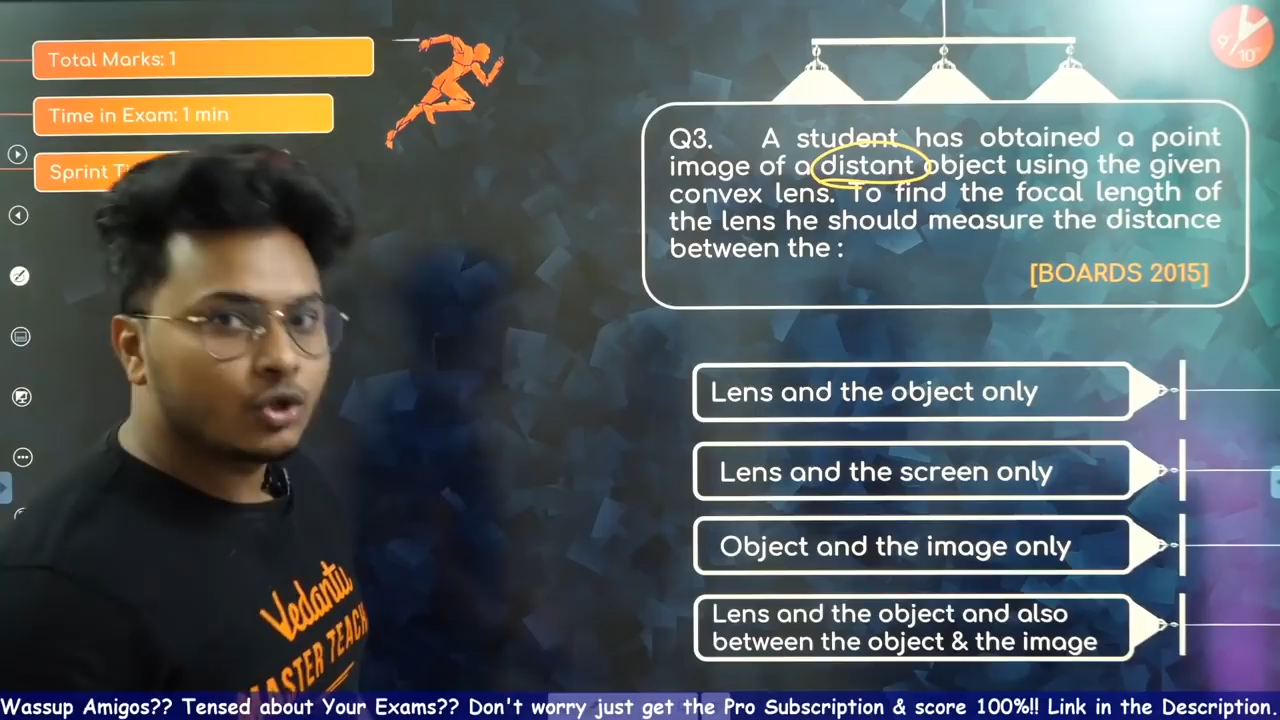 Total Marks: 1
Time in Exam: 1 min
Sprint
9/10
Q3. A student has obtained a point
image of a distant object using the given
convex lens. To find the focal length of
the lens he should measure the distance
between the :
[BOARDS 2015]
Lens and the object only
Lens and the screen only
Object and the image only
Lens and the object and also
between the object & the image
Vedantu
MASTER TEACH
Wassup Amigos?? Tensed about Your Exams?? Don't worry just get the Pro Subscription & score 100%!! Link in the Description.